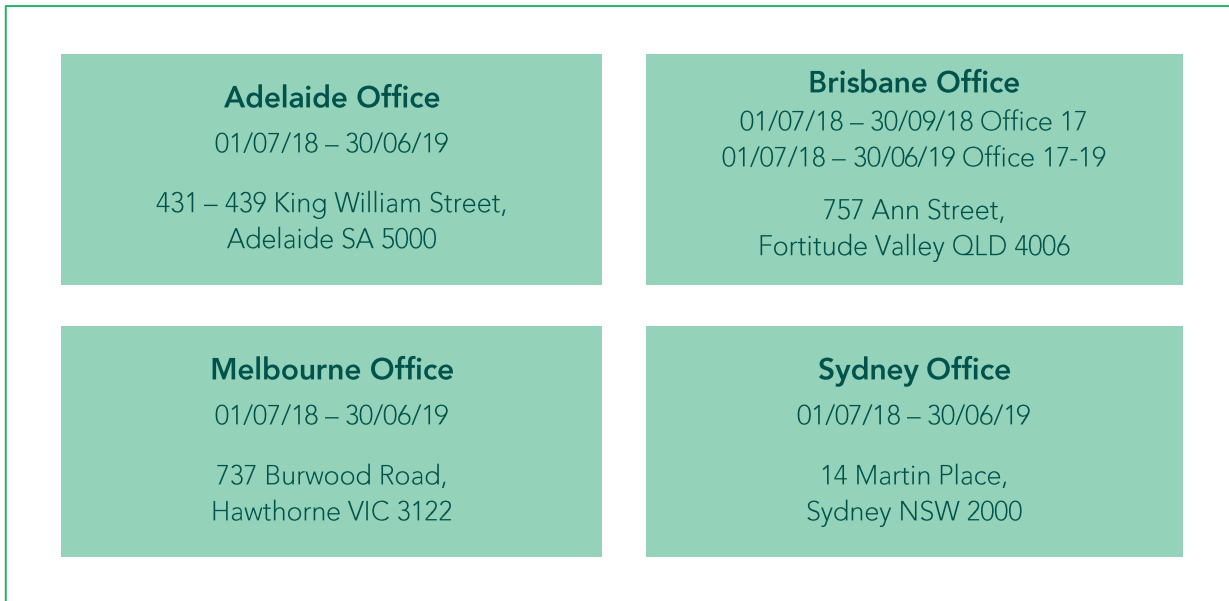 Adelaide Office
01/07/18 – 30/06/19
431 – 439 King William Street,
Adelaide SA 5000
Brisbane Office
01/07/18 – 30/09/18 Office 17
01/07/18 – 30/06/19 Office 17-19
757 Ann Street,
Fortitude Valley QLD 4006
Melbourne Office
01/07/18 – 30/06/19
737 Burwood Road,
Hawthorne VIC 3122
Sydney Office
01/07/18 – 30/06/19
14 Martin Place,
Sydney NSW 2000